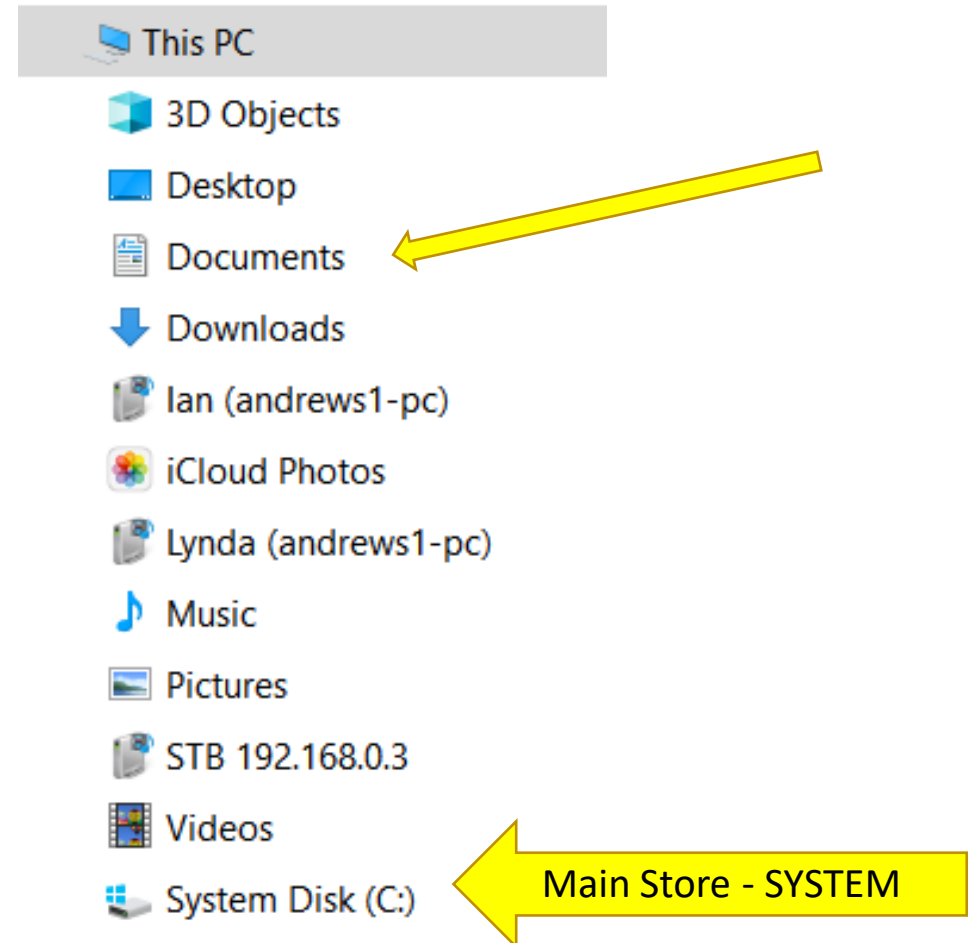 This PC
3D Objects
Desktop
Documents
Downloads
Ian (andrews1-pc)
iCloud Photos
Lynda (andrews1-pc)
Music
Pictures
STB 192.168.0.3
Videos
System Disk (C:)
Main Store - SYSTEM